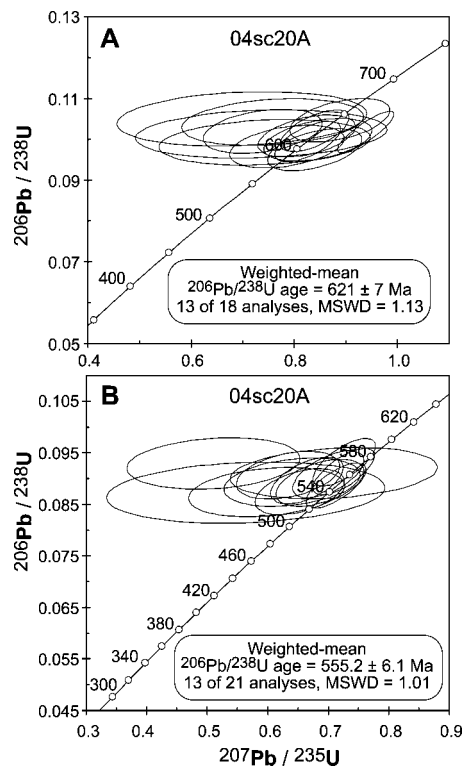 A
04sc20A
0.13
0.11
0.09
0.07
0.05
700
600
500
400
206Pb / 238U
Weighted-mean
206Pb/238U age = 621 ± 7 Ma
13 of 18 analyses, MSWD = 1.13
0.4 0.6 0.8 1.0
B
04sc20A
0.105
0.095
0.085
0.075
0.065
0.055
0.045
620
580
540
500
460
420
380
340
300
206Pb / 238U
Weighted-mean
206Pb/238U age = 555.2 ± 6.1 Ma
13 of 21 analyses, MSWD = 1.01
0.3 0.4 0.5 0.6 0.7 0.8 0.9
207Pb / 235U